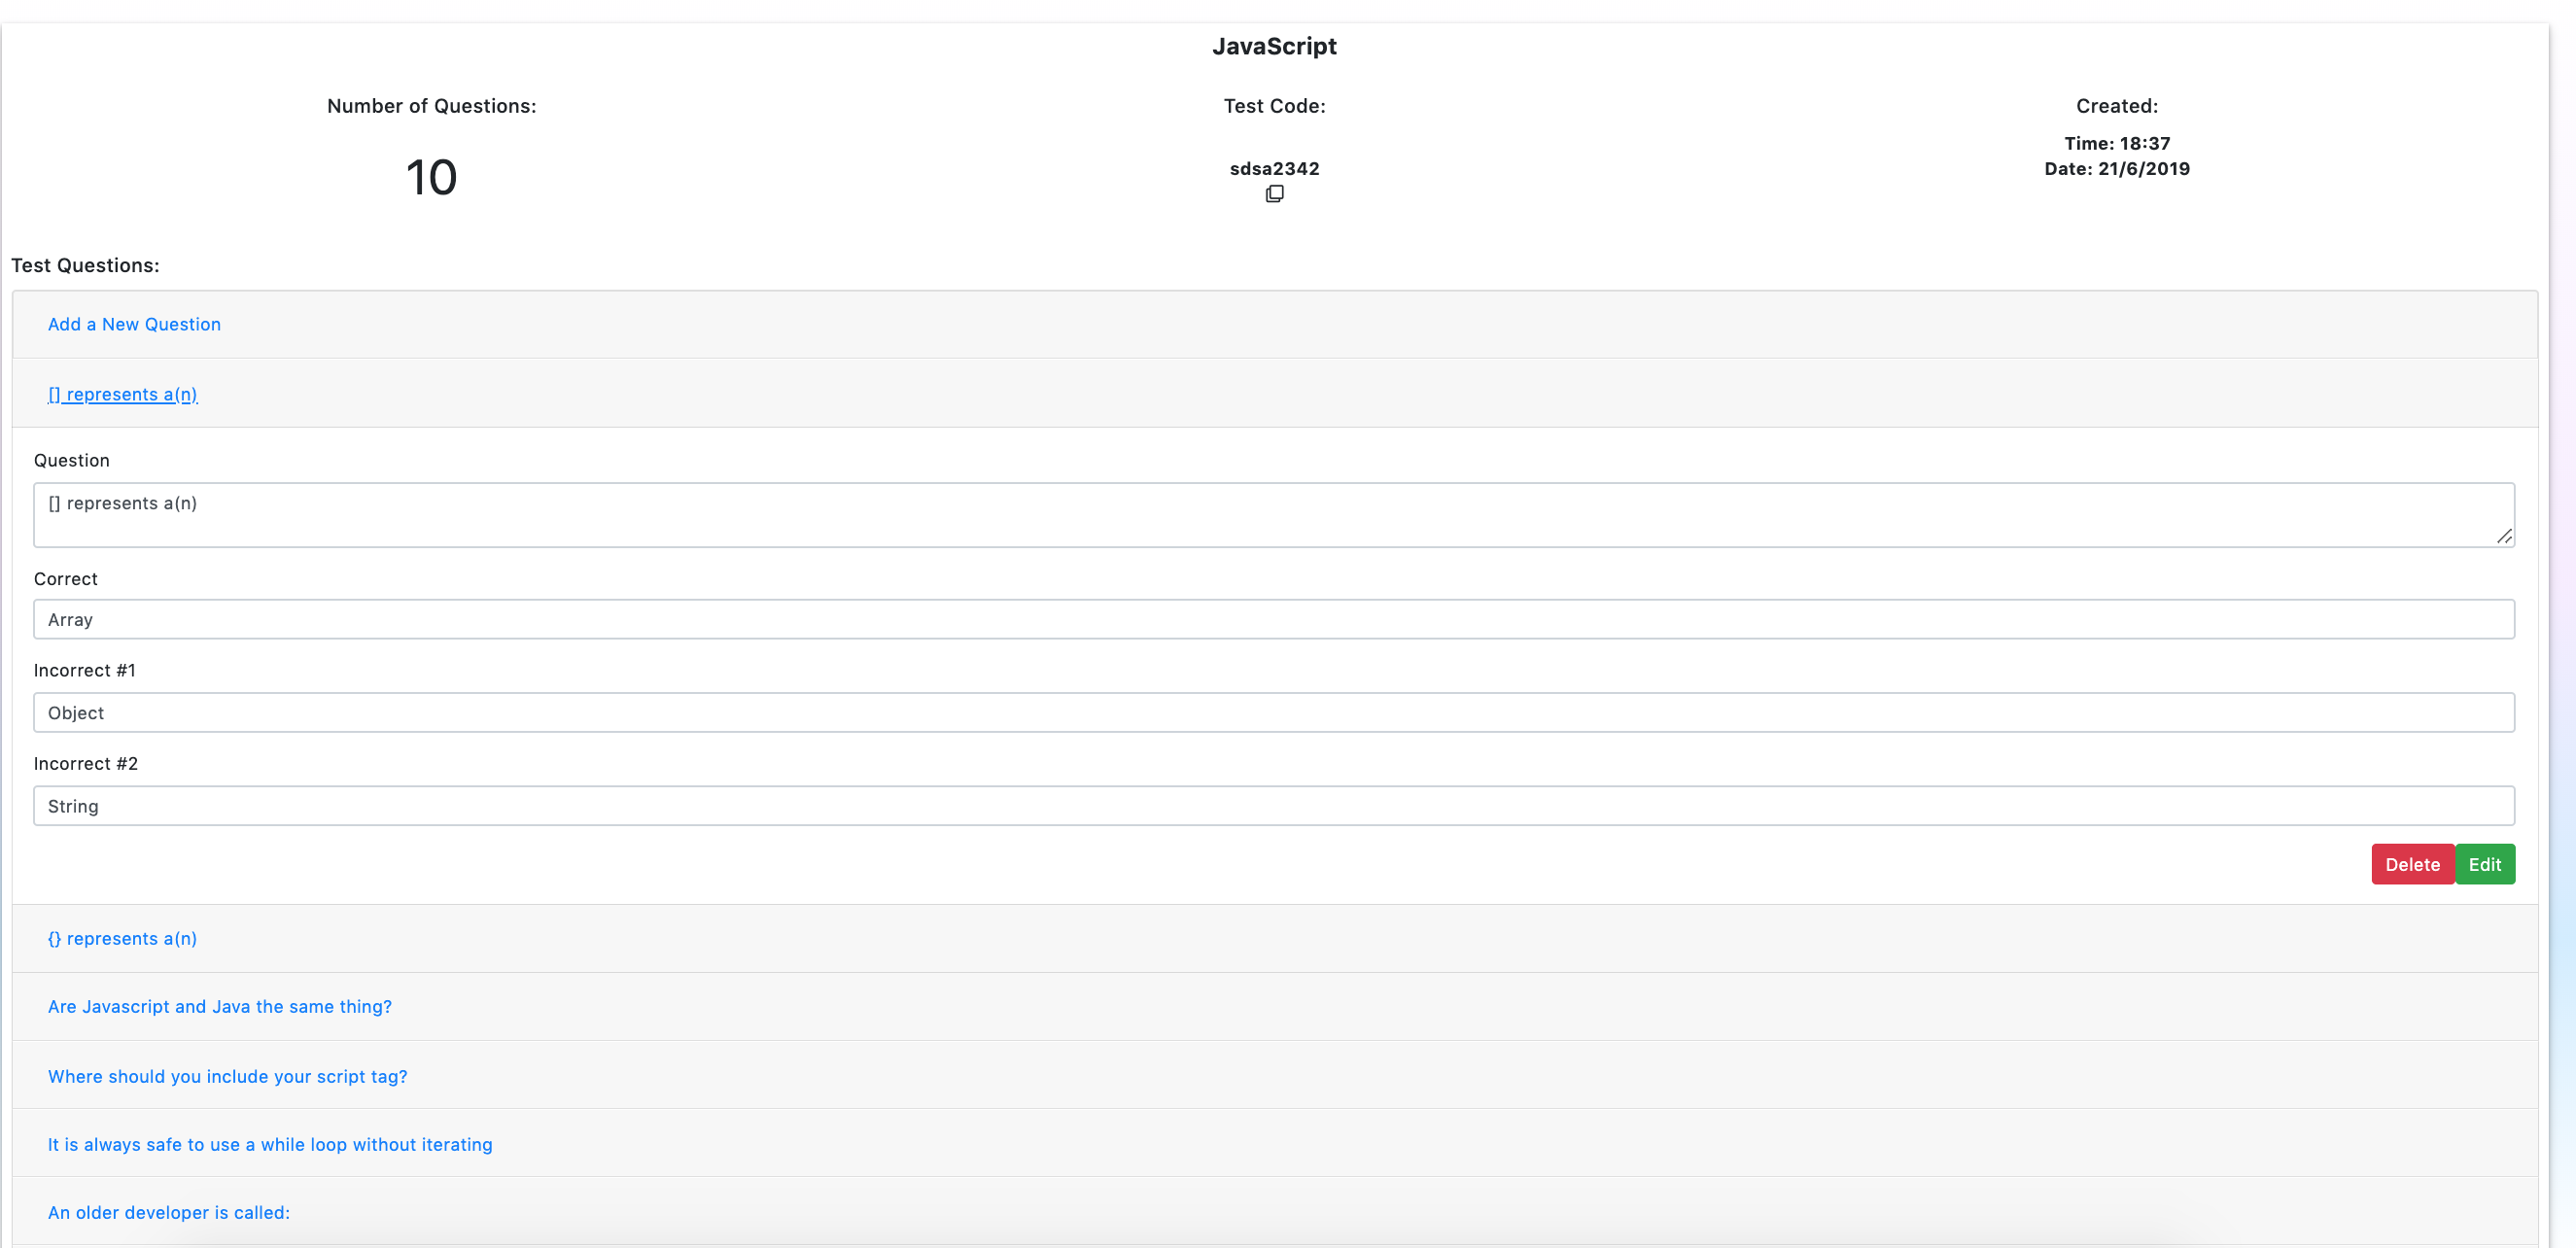 JavaScript
Number of Questions:
Test Code:
Created:
10
sdsa2342
Time: 18:37
Date: 21/6/2019
Test Questions:
Add a New Question
[] represents a(n)
Question
[] represents a(n)
Correct
Array
Incorrect #1
Object
Incorrect #2
String
Delete
Edit
{} represents a(n)
Are Javascript and Java the same thing?
Where should you include your script tag?
It is always safe to use a while loop without iterating
An older developer is called: